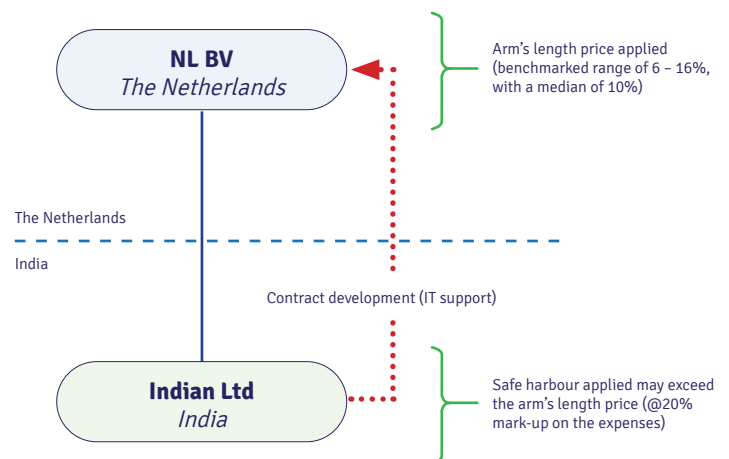 NL BV
The Netherlands
Arm's length price applied
(benchmarked range of 6 – 16%,
with a median of 10%)
The Netherlands
India
Contract development (IT support)
Indian Ltd
India
Safe harbour applied may exceed
the arm's length price (@20%
mark-up on the expenses)